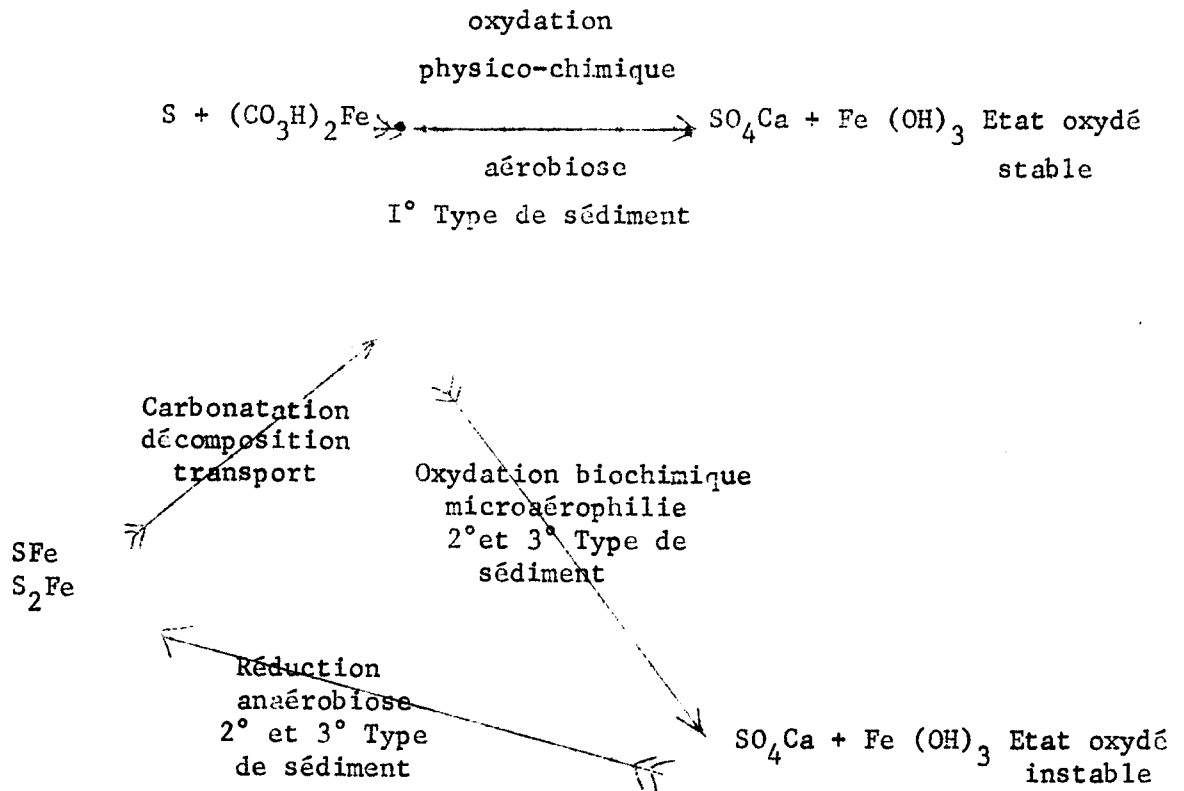 oxydation
physico-chimique
S + (CO3H)2Fe SO4Ca + Fe (OH)3 Etat oxydé
stable
aérobiose
I° Type de sédiment
Carbonatation
décomposition
transport
Oxydation biochimique
microaérophilie
2°et 3° Type de
sédiment
SFe
S2Fe
Réduction
anaérobiose
2° et 3° Type
de sédiment
SO4Ca + Fe (OH)3 Etat oxydé
instable